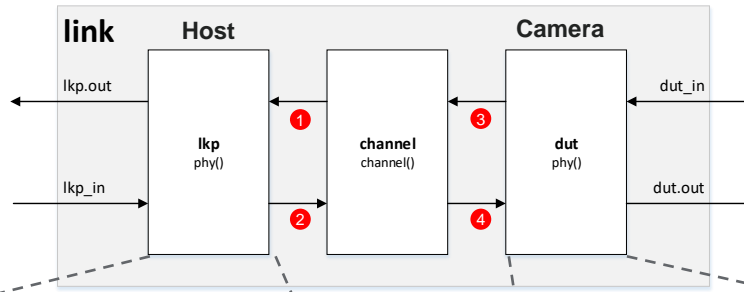 link
Host
Camera
lkp.out
dut_in
1
3
lkp
phy()
channel
channel()
dut
phy()
lkp_in
dut.out
2
4